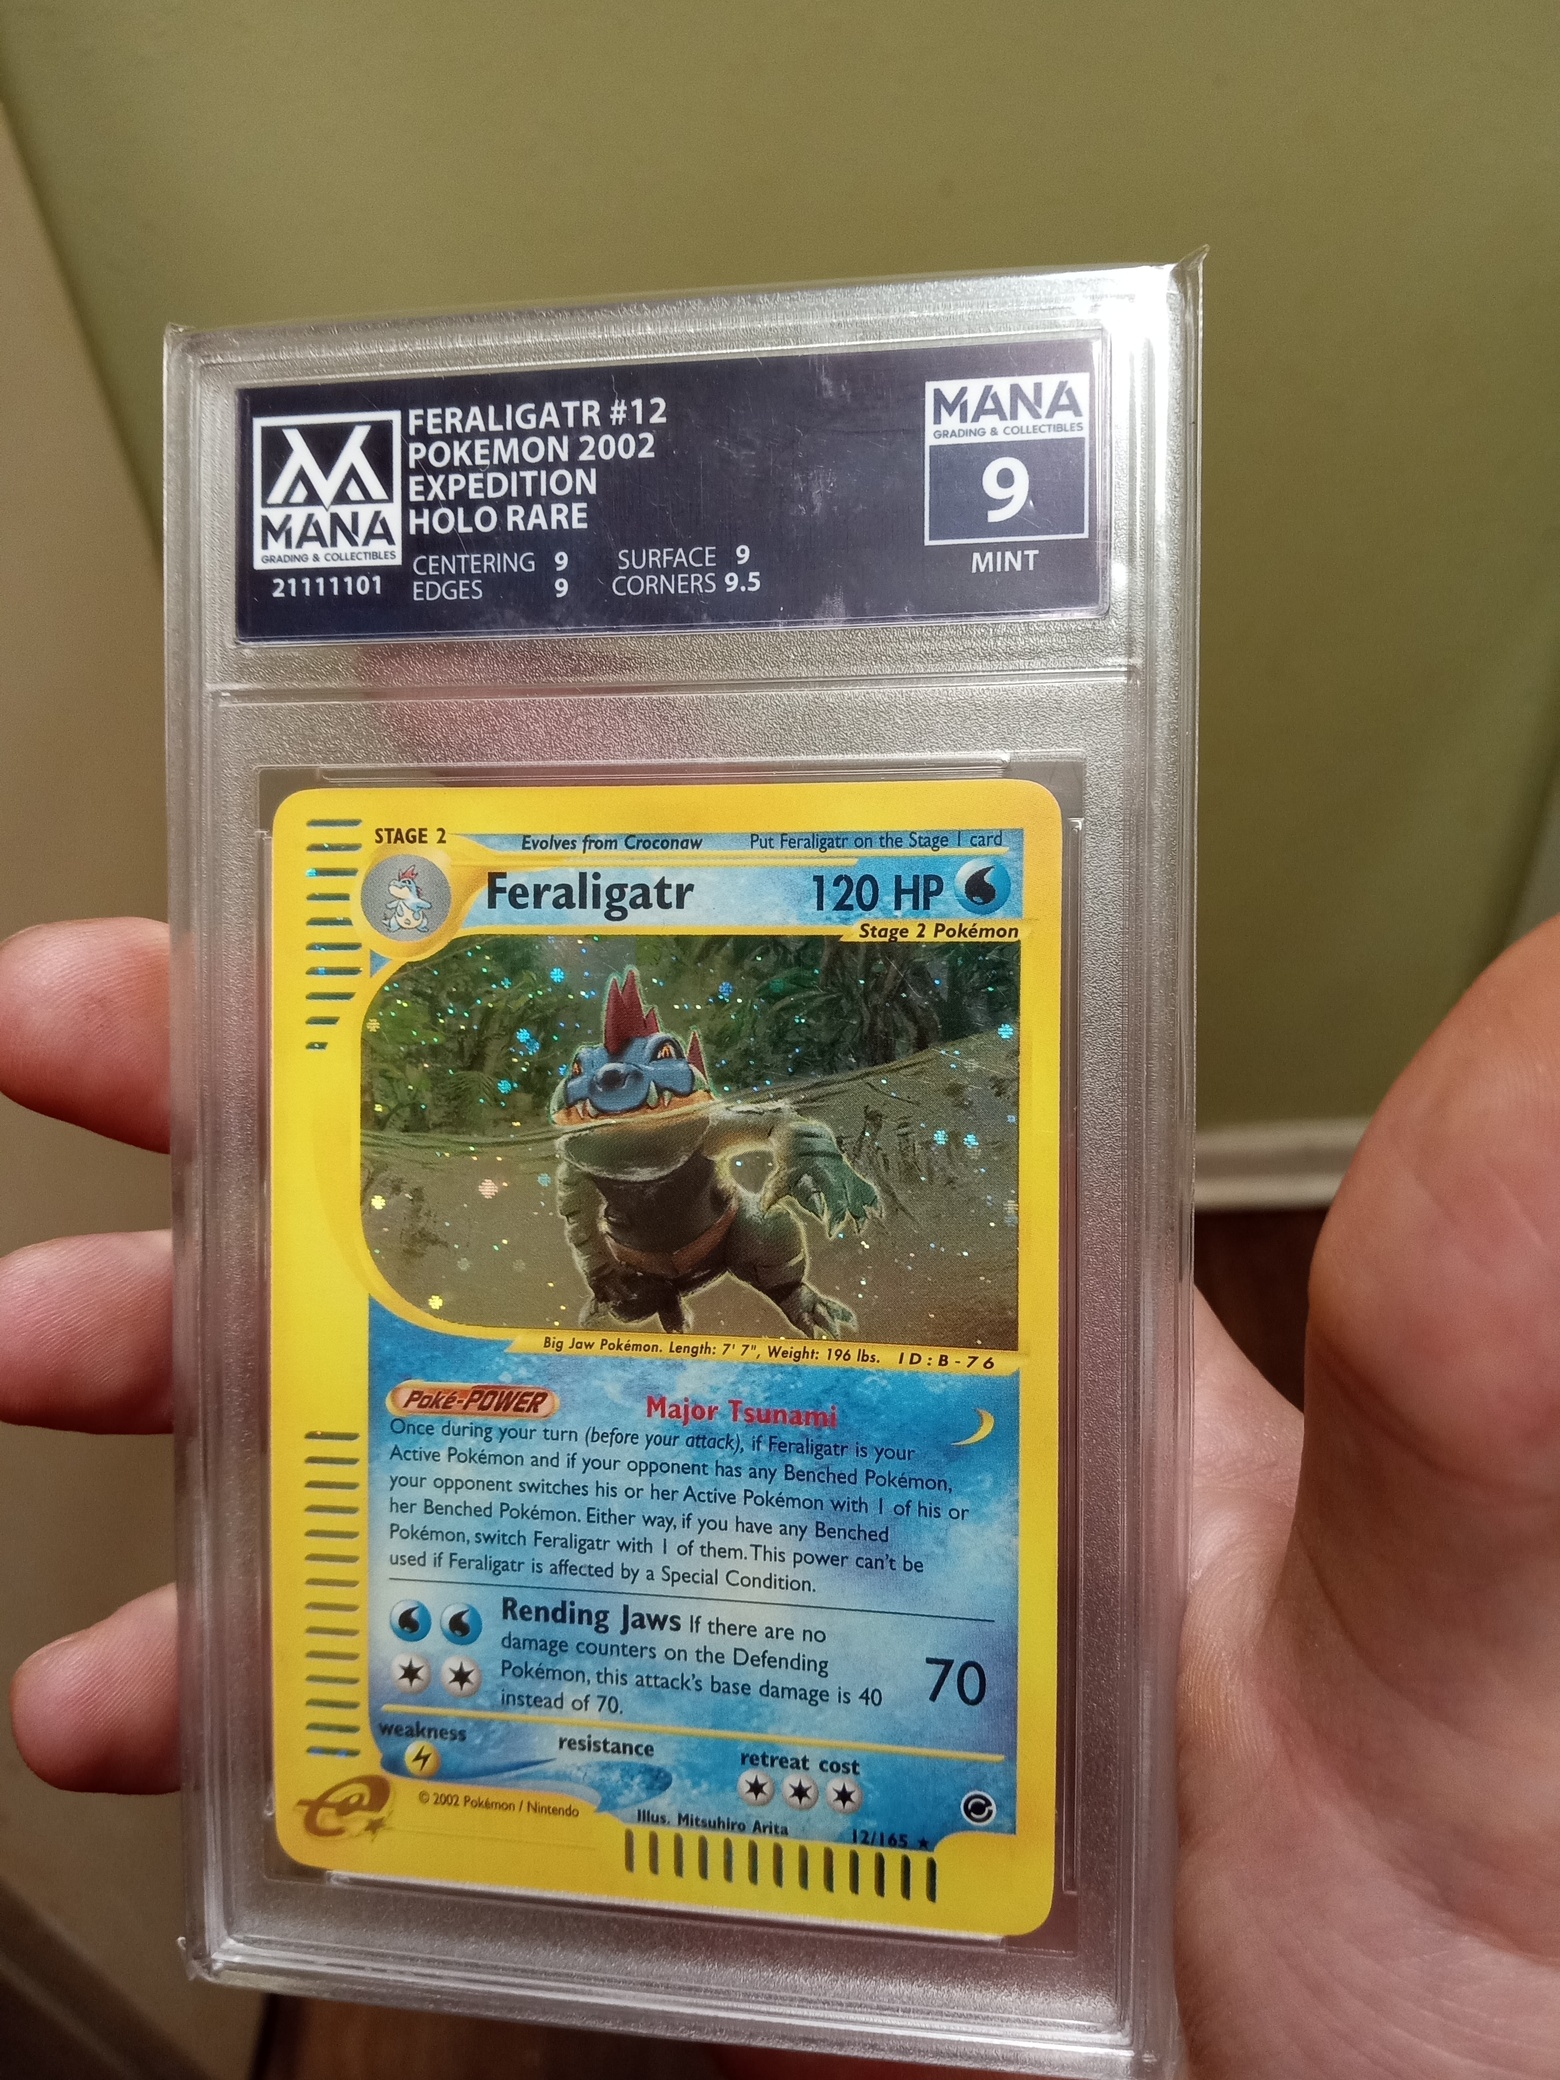 MANA
GRADING & COLLECTIBLES
21111101
FERALIGATR #12
POKEMON 2002
EXPEDITION
HOLO RARE
CENTERING 9 SURFACE 9
EDGES 9 CORNERS 9.5
MANA
GRADING & COLLECTIBLES
9
MINT
STAGE 2 Evolves from Croconaw Put Feraligatr on the Stage 1 card
Feraligatr 120 HP
Stage 2 Pokémon
Big Jaw Pokémon. Length: 7' 7", Weight: 196 lbs. ID:B-76
Poké-POWER Major Tsunami
Once during your turn (before your attack), if Feraligatr is your
Active Pokémon and if your opponent has any Benched Pokémon,
your opponent switches his or her Active Pokémon with 1 of his or
her Benched Pokémon. Either way, if you have any Benched
Pokémon, switch Feraligatr with 1 of them. This power can't be
used if Feraligatr is affected by a Special Condition.
Rending Jaws If there are no
damage counters on the Defending
Pokémon, this attack's base damage is 40
instead of 70.
70
weakness resistance retreat cost
e
© 2002 Pokémon / Nintendo
Illus. Mitsuhiro Arita 12/165 ★